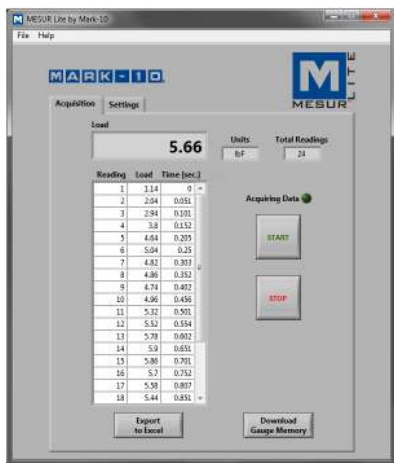 MESUR Lite by Mark-10
File Help
MARK-10
M
MESUR
LITE
Acquisition Settings
Load
5.66
Units
lbF
Total Readings
24
Reading Load Time [sec.]
1 1.14 0
2 2.04 0.051
3 2.94 0.101
4 3.8 0.152
5 4.64 0.205
6 5.04 0.25
7 4.82 0.303
8 4.86 0.352
9 4.74 0.402
10 4.96 0.456
11 5.32 0.501
12 5.52 0.554
13 5.78 0.602
14 5.9 0.651
15 5.86 0.701
16 5.7 0.752
17 5.58 0.807
18 5.44 0.851
Acquiring Data
START
STOP
Export
to Excel
Download
Gauge Memory